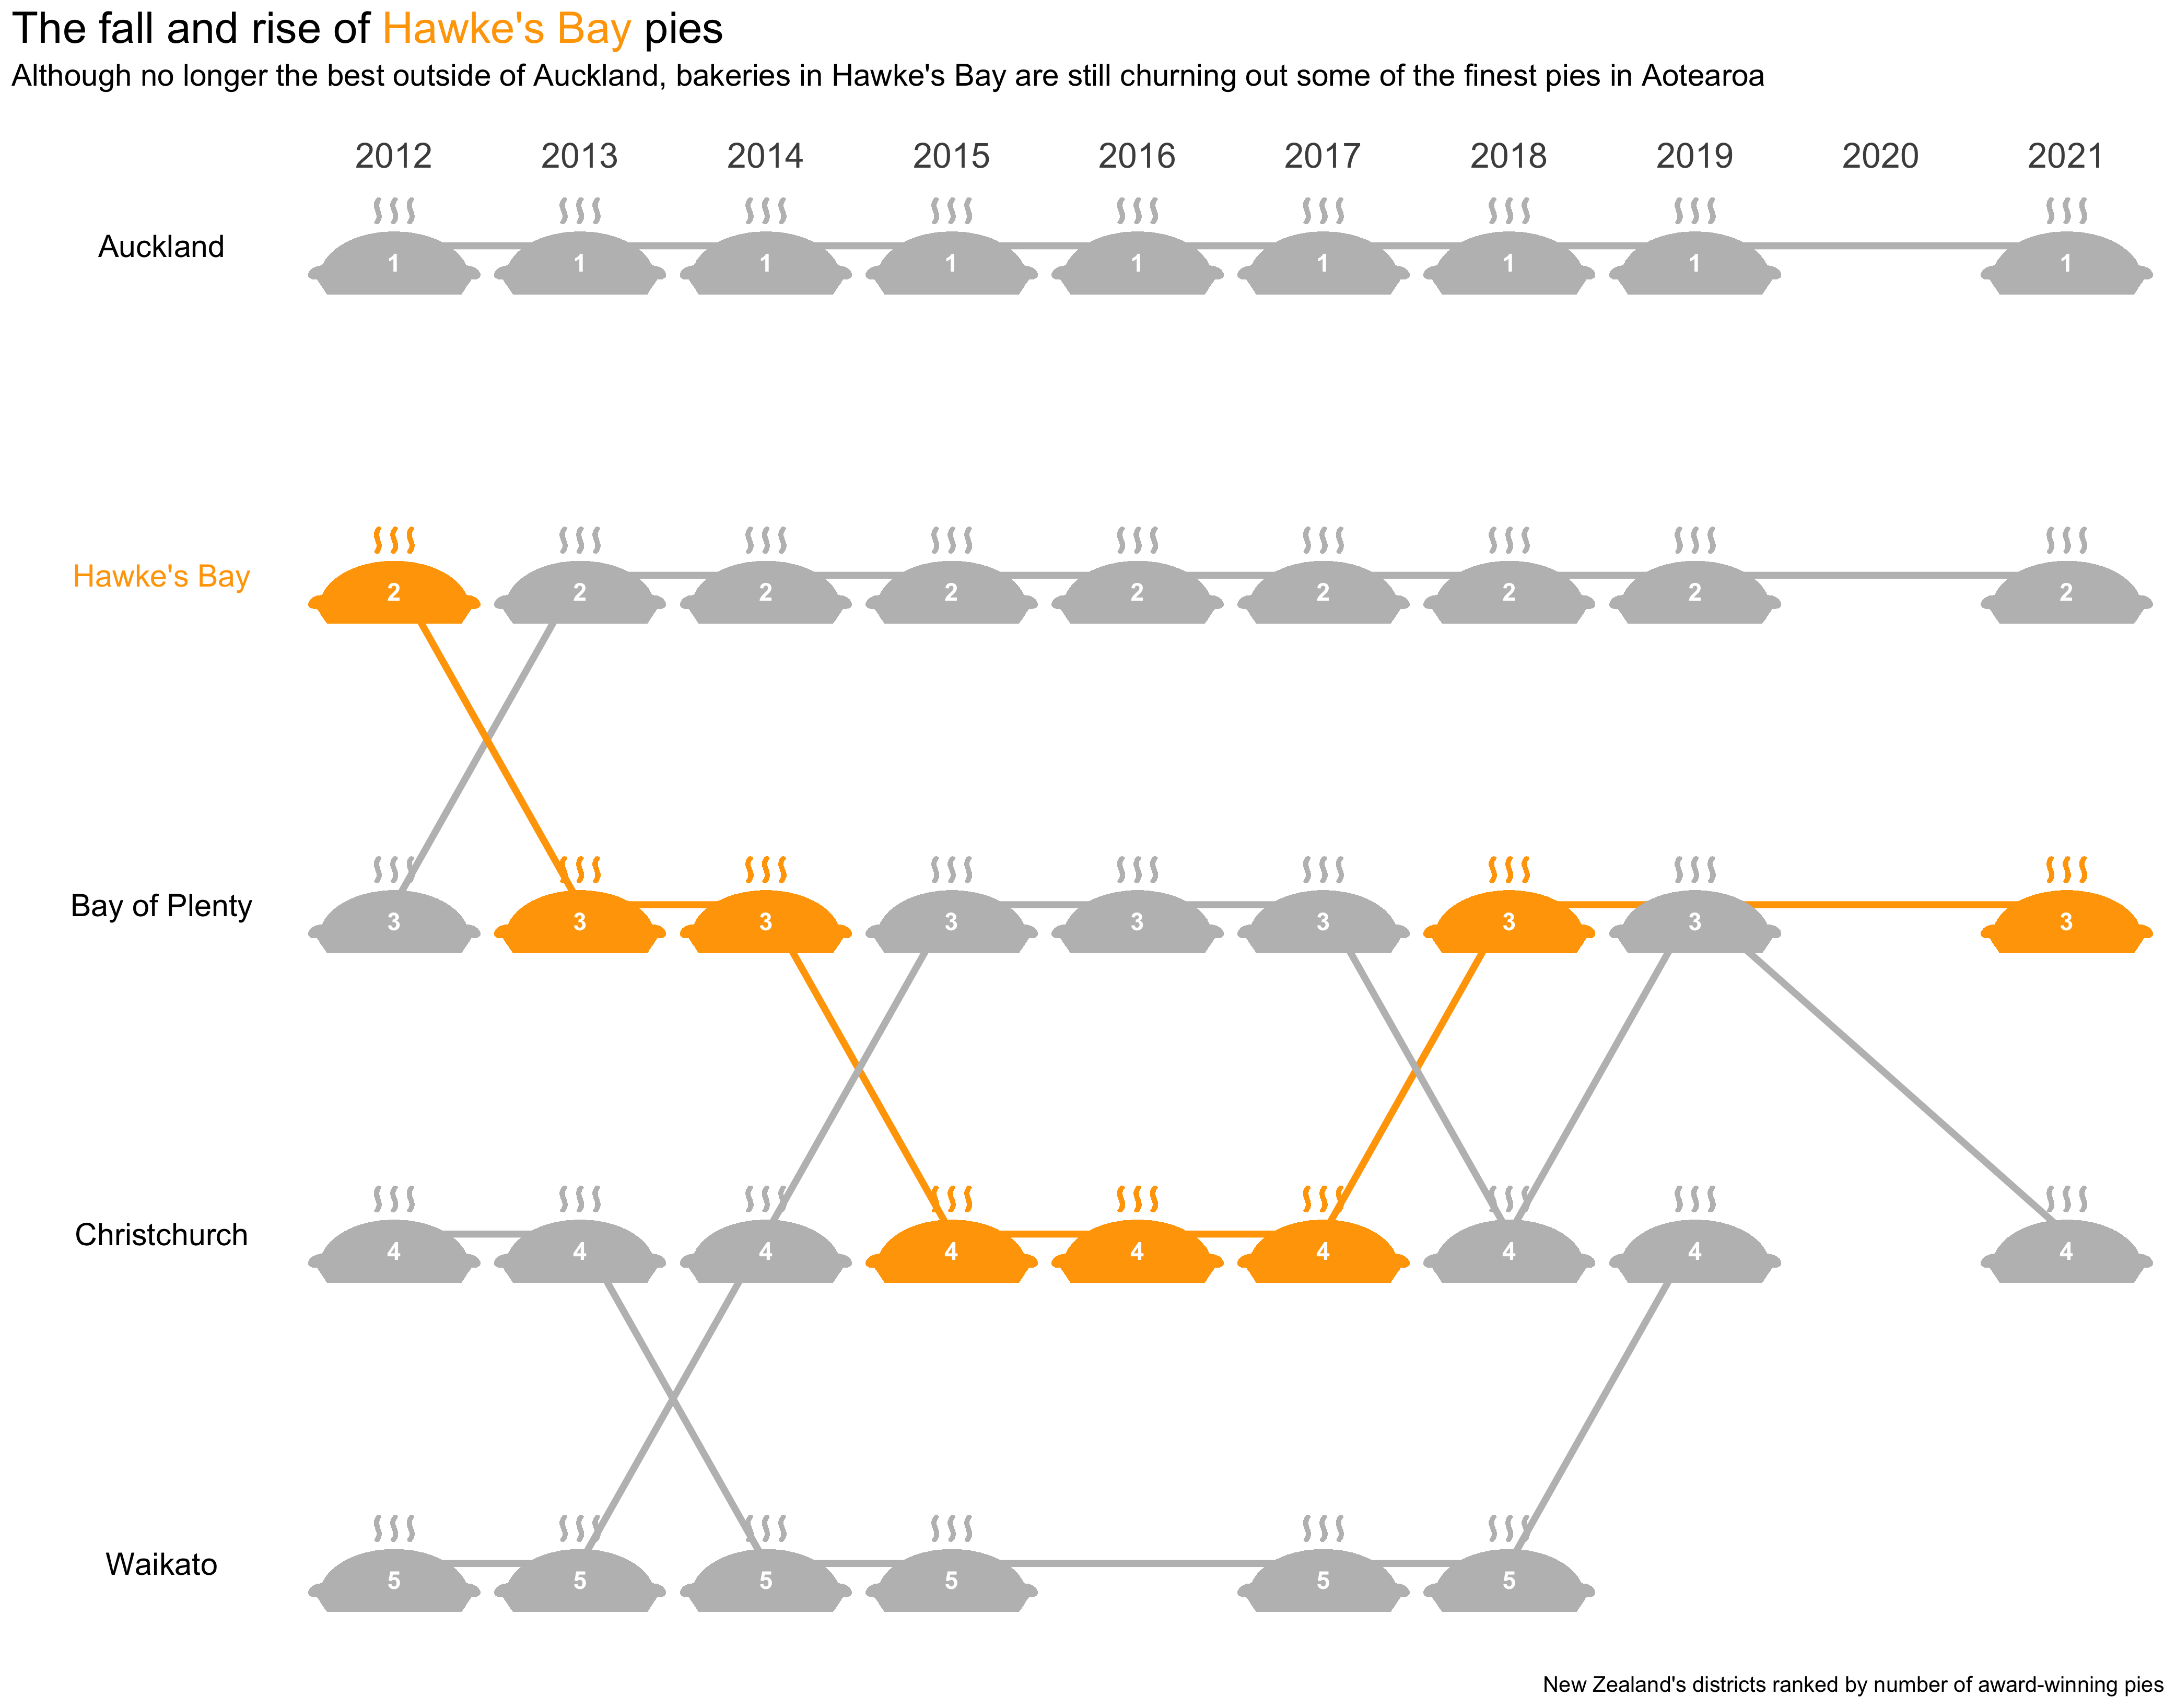 The fall and rise of Hawke's Bay pies
Although no longer the best outside of Auckland, bakeries in Hawke's Bay are still churning out some of the finest pies in Aotearoa
2012 2013 2014 2015 2016 2017 2018 2019 2020 2021
Auckland 1 1 1 1 1 1 1 1 1
Hawke's Bay 2 2 2 2 2 2 2 2 2
Bay of Plenty 3 3 3 3 3 3 3 3 3
Christchurch 4 4 4 4 4 4 4 4 4
Waikato 5 5 5 5 5 5
New Zealand's districts ranked by number of award-winning pies